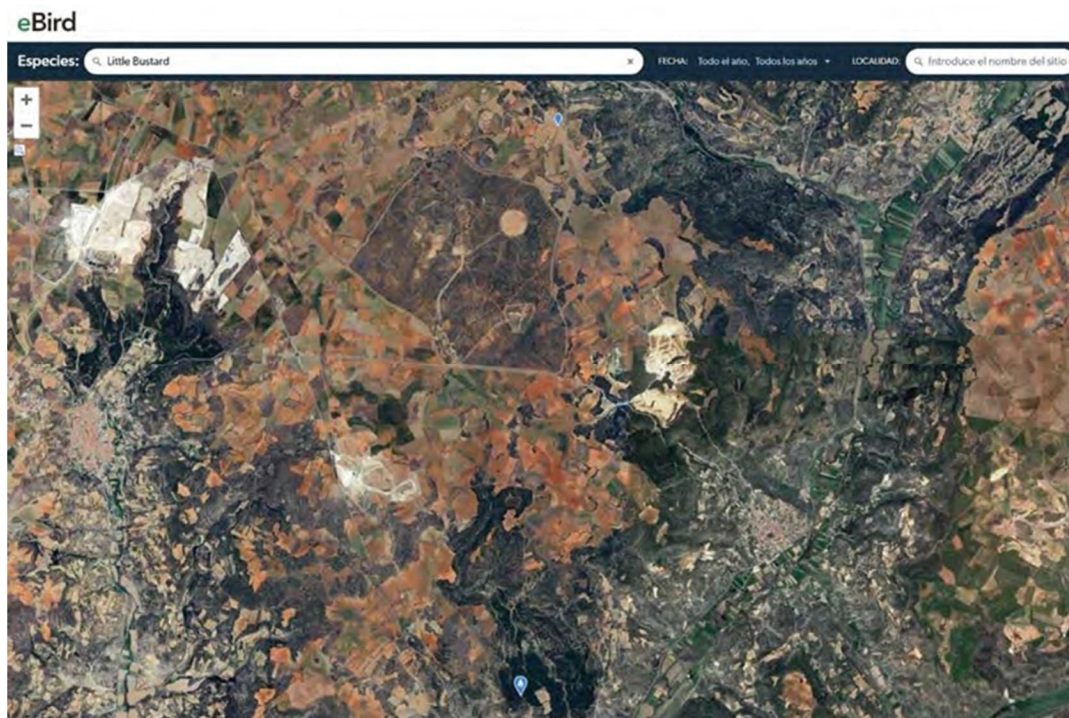 eBird
Especies: Little Bustard × FECHA: Todo el año, Todos los años LOCALIDAD: Introduce el nombre del sitio
+
−